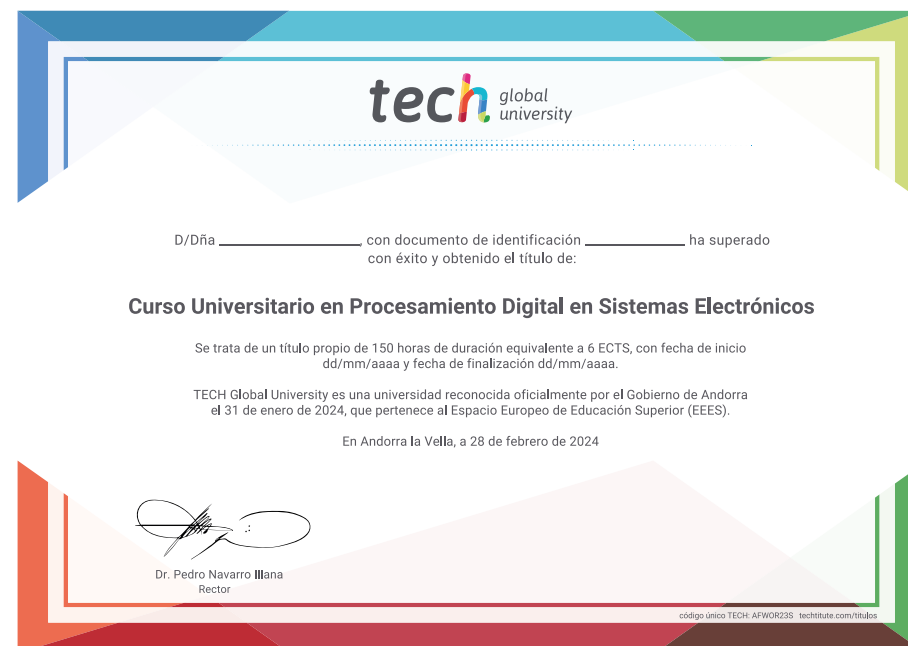 tech global university
D/Dña ______________________, con documento de identificación ________________ ha superado
con éxito y obtenido el título de:
Curso Universitario en Procesamiento Digital en Sistemas Electrónicos
Se trata de un título propio de 150 horas de duración equivalente a 6 ECTS, con fecha de inicio
dd/mm/aaaa y fecha de finalización dd/mm/aaaa.
TECH Global University es una universidad reconocida oficialmente por el Gobierno de Andorra
el 31 de enero de 2024, que pertenece al Espacio Europeo de Educación Superior (EEES).
En Andorra la Vella, a 28 de febrero de 2024
Dr. Pedro Navarro Illana
Rector
código único TECH: AFWOR23S techtitute.com/titulos